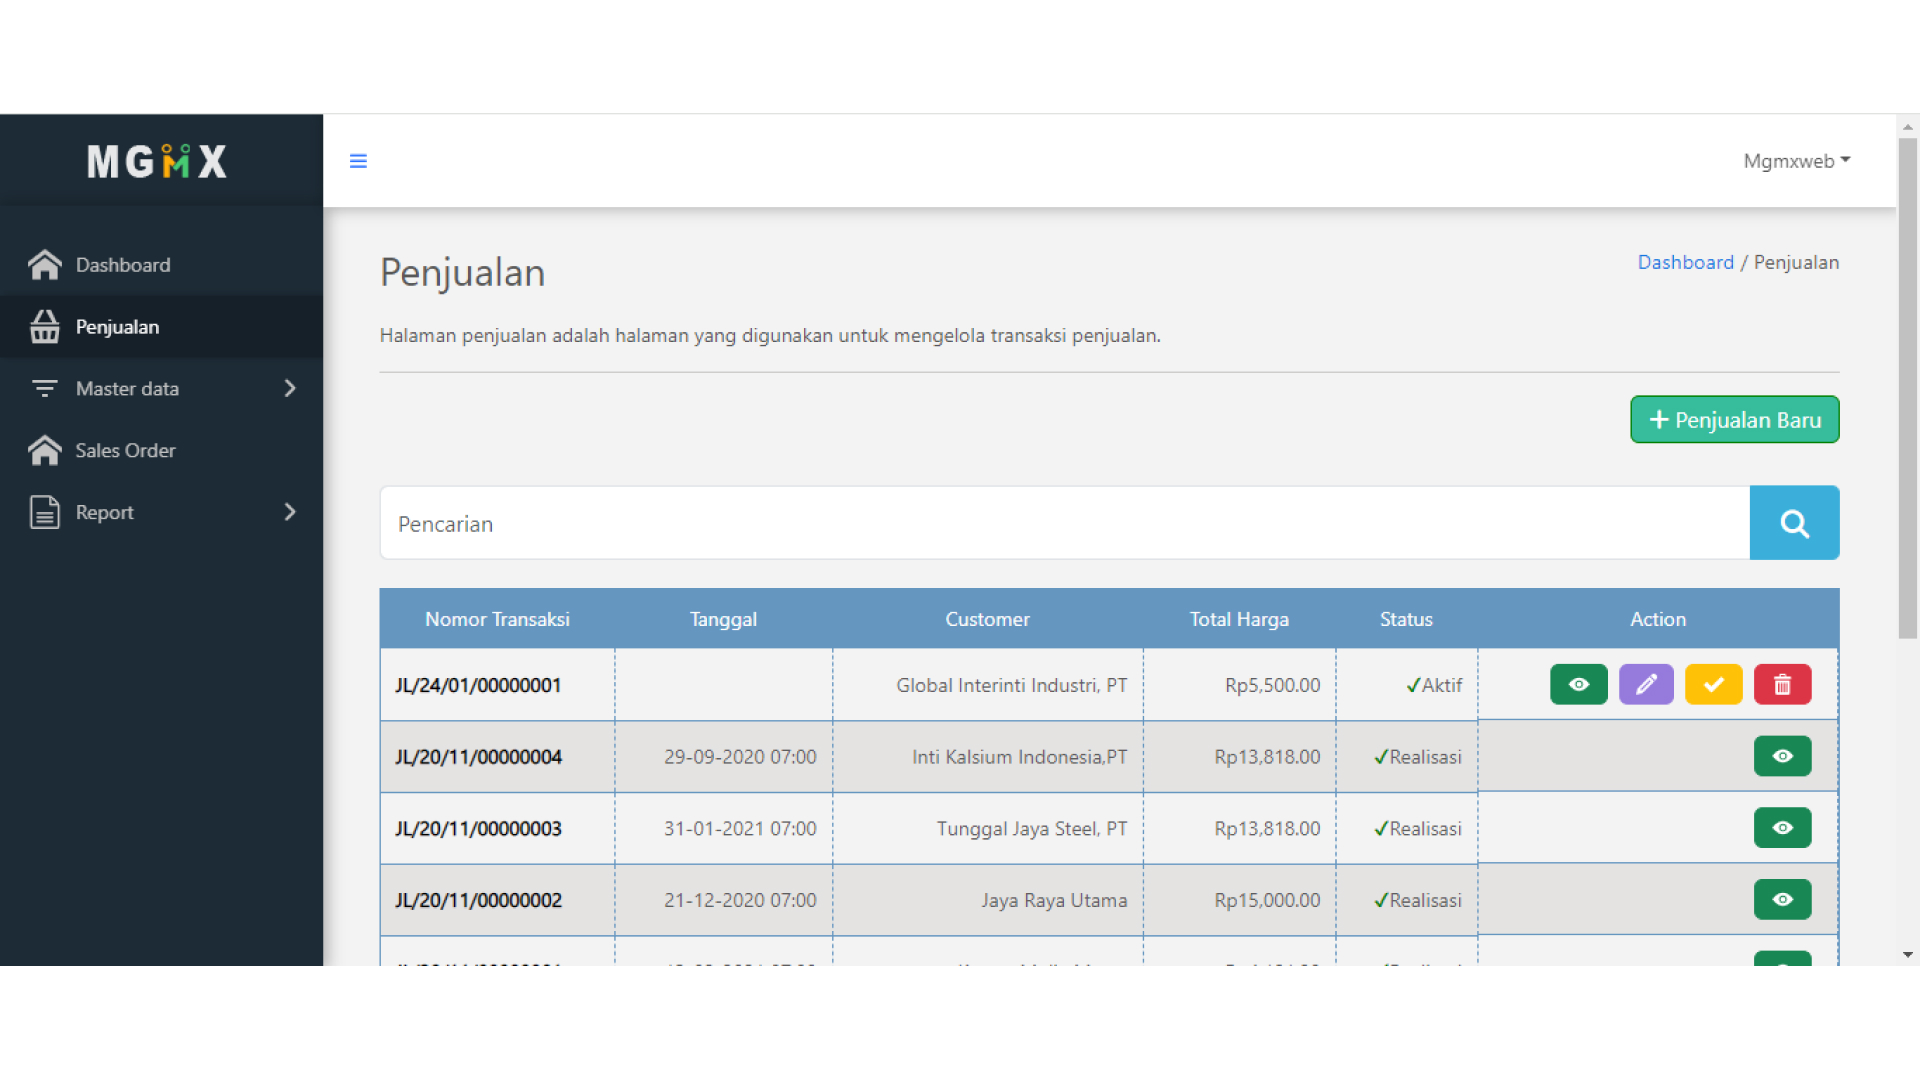 MGMX
Mgmxweb
Dashboard
Penjualan
Master data
Sales Order
Report
Penjualan
Dashboard / Penjualan
Halaman penjualan adalah halaman yang digunakan untuk mengelola transaksi penjualan.
+ Penjualan Baru
Pencarian
Nomor Transaksi Tanggal Customer Total Harga Status Action
JL/24/01/00000001 Global Interinti Industri, PT Rp5,500.00 ✓Aktif
JL/20/11/00000004 29-09-2020 07:00 Inti Kalsium Indonesia,PT Rp13,818.00 ✓Realisasi
JL/20/11/00000003 31-01-2021 07:00 Tunggal Jaya Steel, PT Rp13,818.00 ✓Realisasi
JL/20/11/00000002 21-12-2020 07:00 Jaya Raya Utama Rp15,000.00 ✓Realisasi